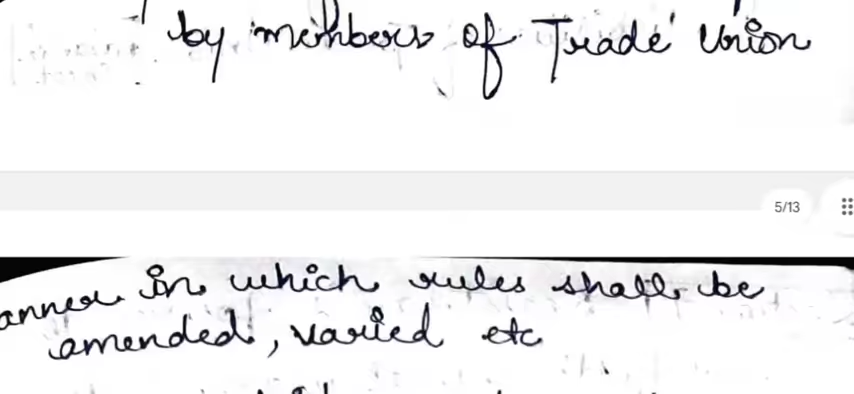 by members of Trade Union
5/13
anner in which rules shall be
amended, varied etc